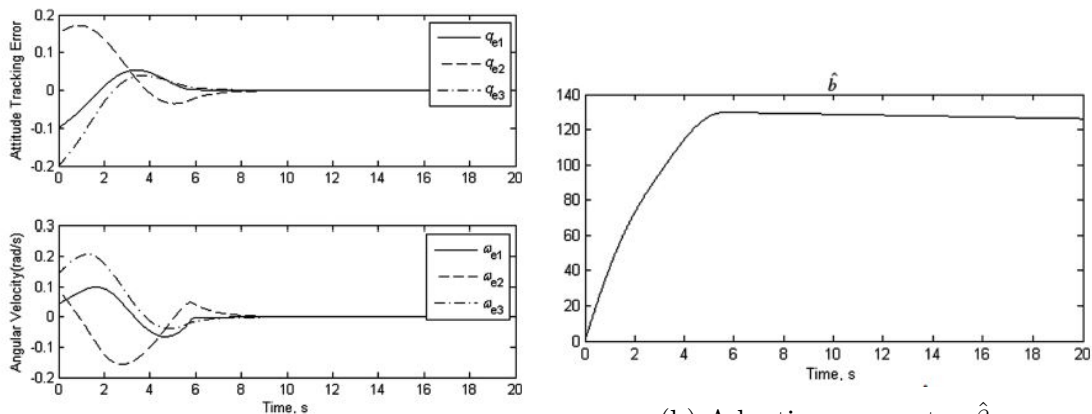 0.2
0.1
0
-0.1
-0.2
Attitude Tracking Error
q_e1
q_e2
q_e3
0 2 4 6 8 10 12 14 16 18 20
0.3
0.2
0.1
0
-0.1
0.2
Angular Velocity(rad/s)
ω_e1
ω_e2
ω_e3
0 2 4 6 8 10 12 14 16 18 20
Time, s
b̂
140
120
100
80
60
40
20
0
0 2 4 6 8 10 12 14 16 18 20
Time, s